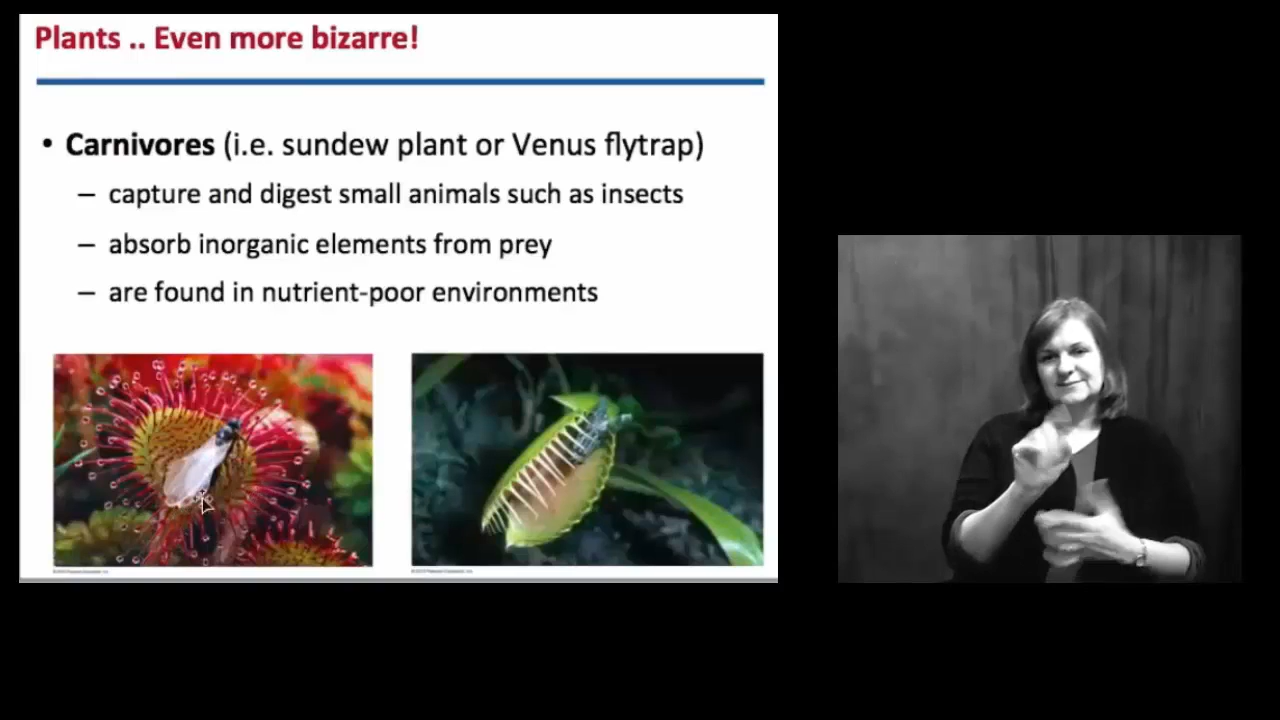 Plants .. Even more bizarre!
• Carnivores (i.e. sundew plant or Venus flytrap)
– capture and digest small animals such as insects
– absorb inorganic elements from prey
– are found in nutrient-poor environments